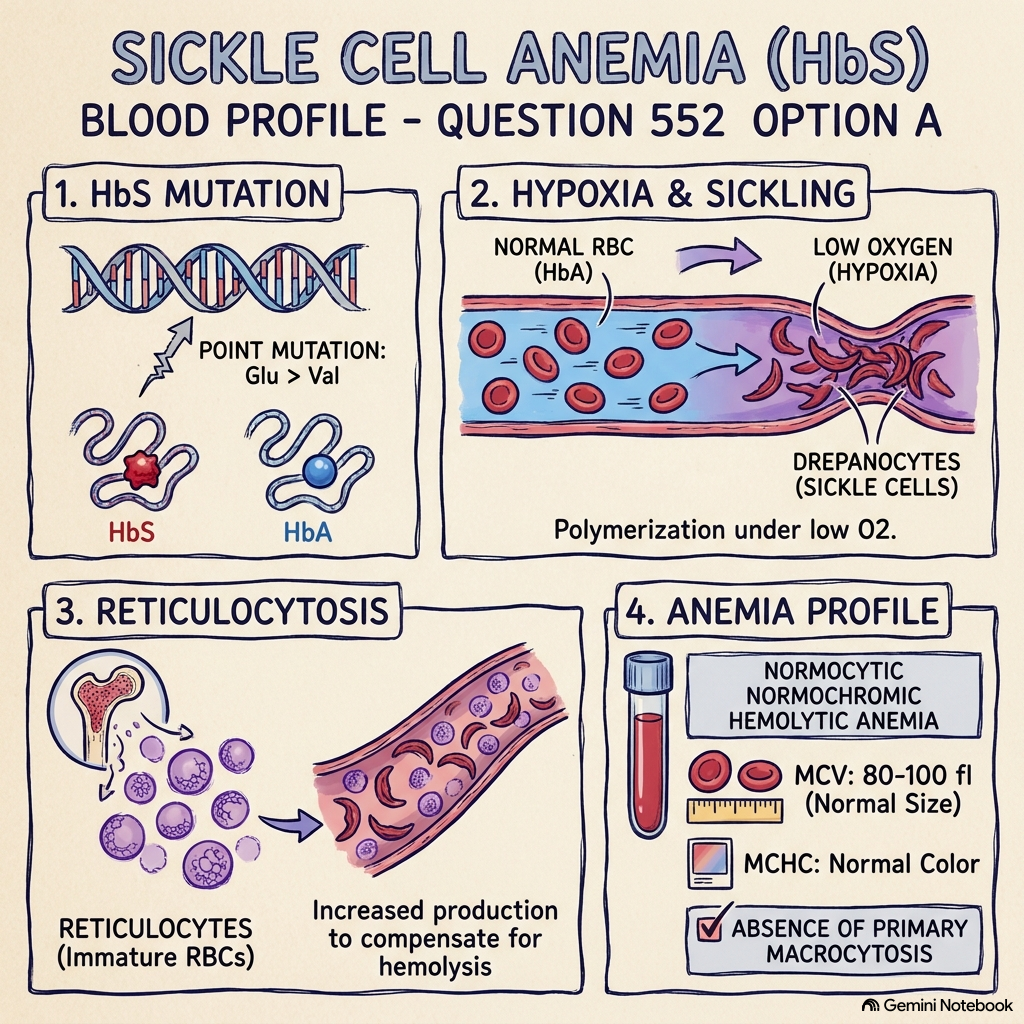 SICKLE CELL ANEMIA (HbS)
BLOOD PROFILE - QUESTION 552 OPTION A
1. HbS MUTATION
POINT MUTATION:
Glu > Val
HbS
HbA
2. HYPOXIA & SICKLING
NORMAL RBC
(HbA)
LOW OXYGEN
(HYPOXIA)
DREPANOCYTES
(SICKLE CELLS)
Polymerization under low O2.
3. RETICULOCYTOSIS
RETICULOCYTES
(Immature RBCs)
Increased production
to compensate for
hemolysis
4. ANEMIA PROFILE
NORMOCYTIC
NORMOCHROMIC
HEMOLYTIC ANEMIA
MCV: 80-100 fl
(Normal Size)
MCHC: Normal Color
ABSENCE OF PRIMARY
MACROCYTOSIS
Gemini Notebook